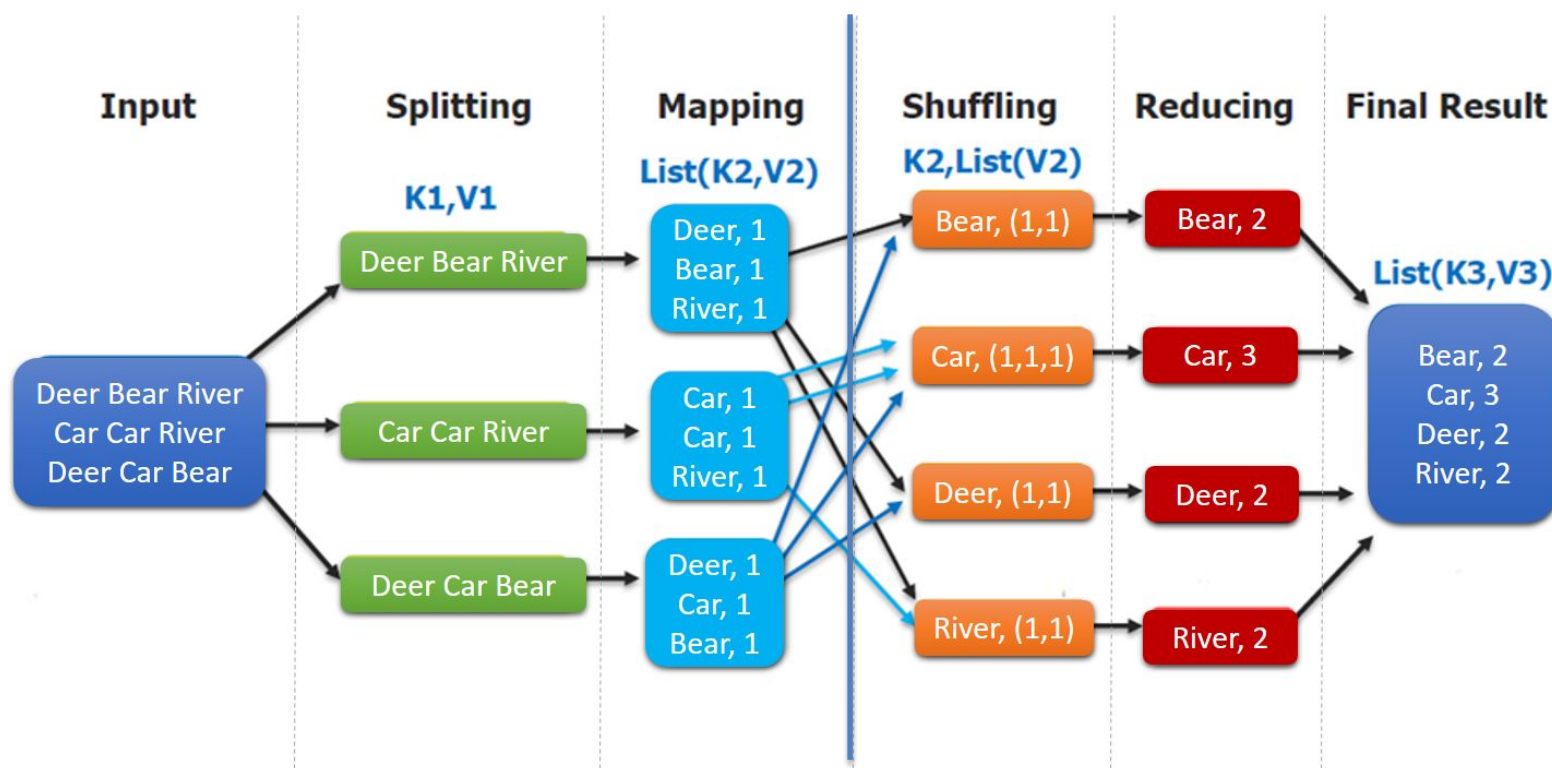 Input
Splitting
Mapping
Shuffling
Reducing
Final Result
K1,V1
List(K2,V2)
K2,List(V2)
List(K3,V3)
Deer Bear River
Car Car River
Deer Car Bear
Deer Bear River
Car Car River
Deer Car Bear
Deer, 1
Bear, 1
River, 1
Car, 1
Car, 1
River, 1
Deer, 1
Car, 1
Bear, 1
Bear, (1,1)
Car, (1,1,1)
Deer, (1,1)
River, (1,1)
Bear, 2
Car, 3
Deer, 2
River, 2
Bear, 2
Car, 3
Deer, 2
River, 2